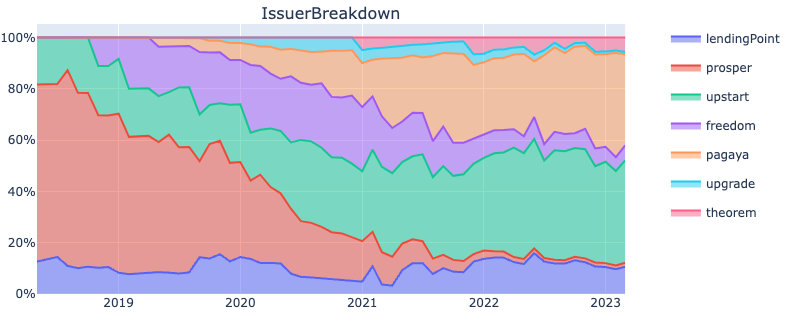 IssuerBreakdown
100%
80%
60%
40%
20%
0%
2019
2020
2021
2022
2023
lendingPoint
prosper
upstart
freedom
pagaya
upgrade
theorem